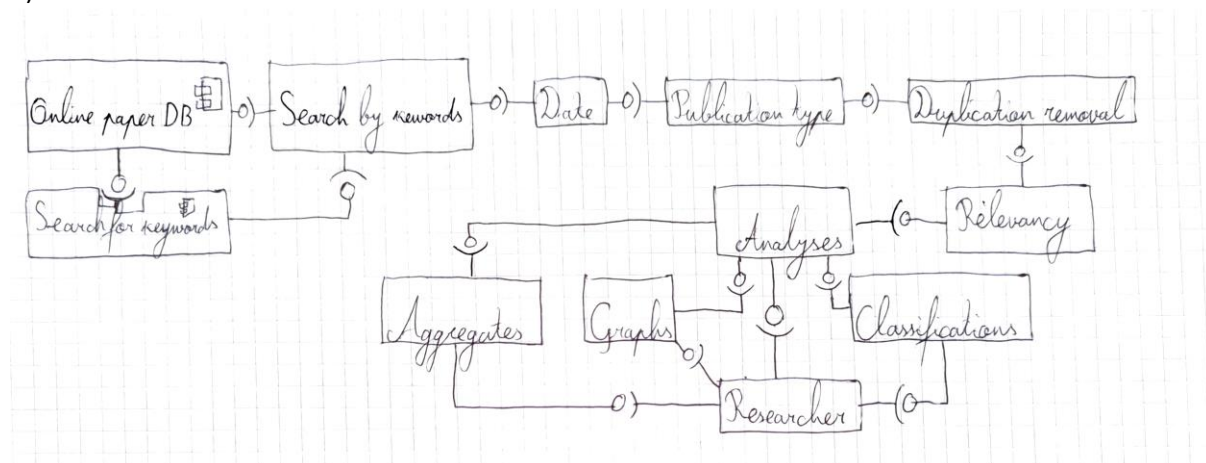 Online paper DB
Search by kewords
Date
Publication type
Duplication removal
Search for keywords
Analyses
Relevancy
Aggregates
Graphs
Classifications
Researcher